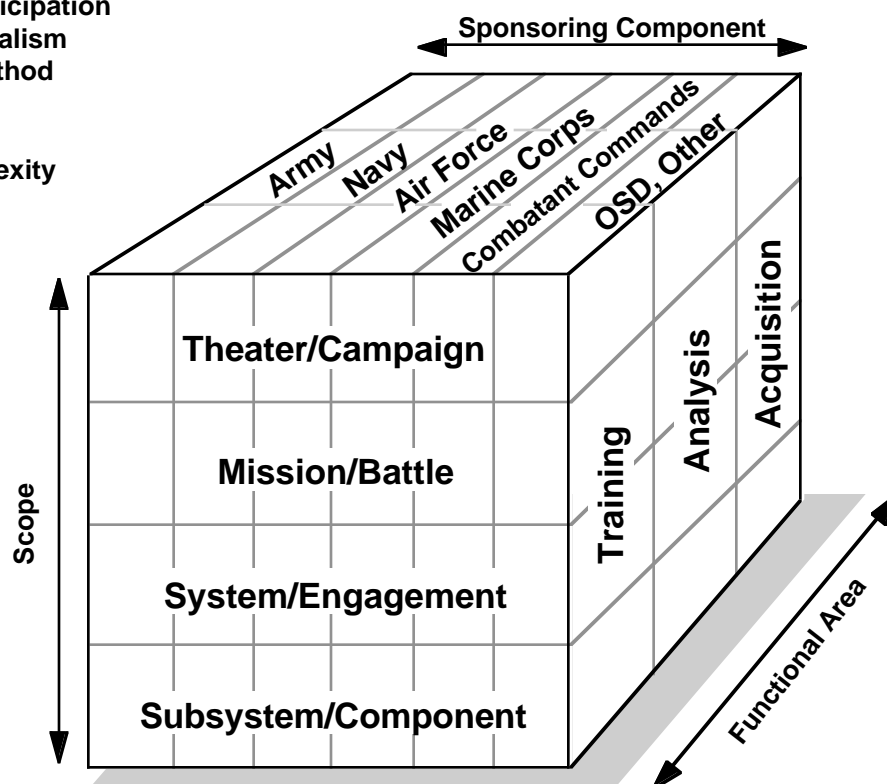 icipation
alism
thod
exity
Sponsoring Component
Army
Navy
Air Force
Marine Corps
Combatant Commands
OSD, Other
Theater/Campaign
Mission/Battle
System/Engagement
Subsystem/Component
Scope
Training
Analysis
Acquisition
Functional Area